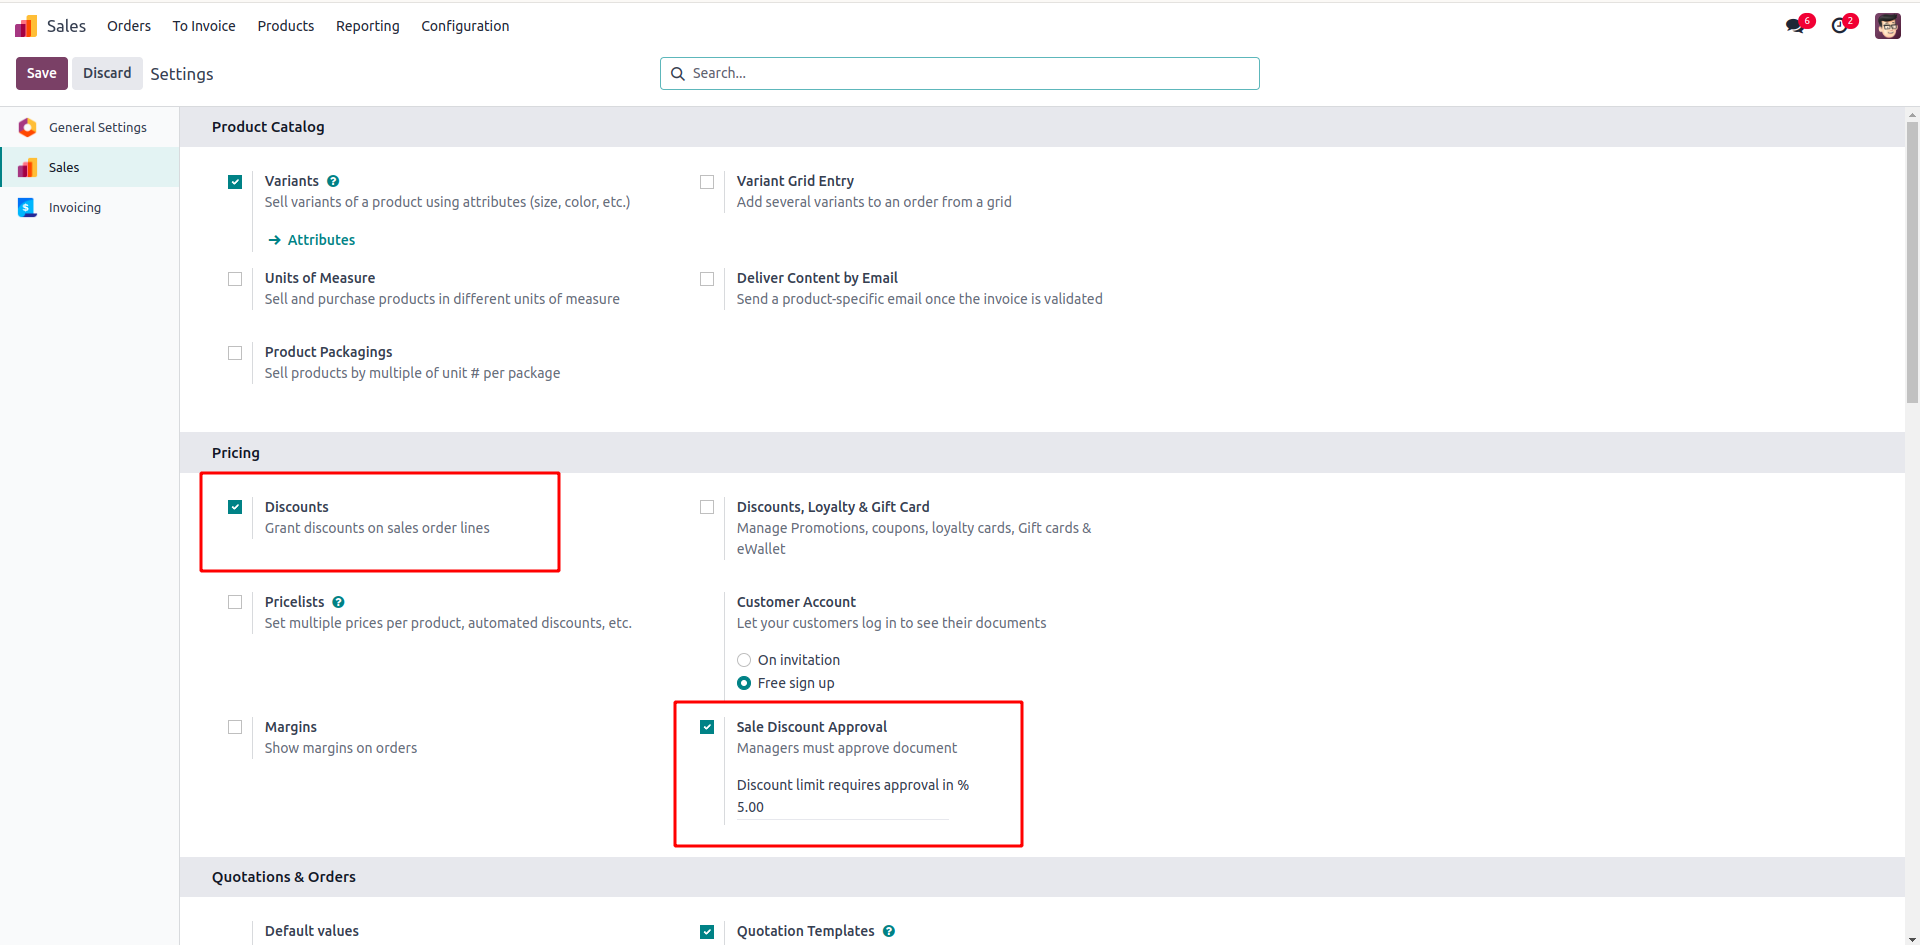 Sales Orders To Invoice Products Reporting Configuration 6 2
Save Discard Settings Search...
General Settings
Sales
Invoicing
Product Catalog
Variants
Sell variants of a product using attributes (size, color, etc.)
Attributes
Variant Grid Entry
Add several variants to an order from a grid
Units of Measure
Sell and purchase products in different units of measure
Deliver Content by Email
Send a product-specific email once the invoice is validated
Product Packagings
Sell products by multiple of unit # per package
Pricing
Discounts
Grant discounts on sales order lines
Discounts, Loyalty & Gift Card
Manage Promotions, coupons, loyalty cards, Gift cards &
eWallet
Pricelists
Set multiple prices per product, automated discounts, etc.
Customer Account
Let your customers log in to see their documents
On invitation
Free sign up
Margins
Show margins on orders
Sale Discount Approval
Managers must approve document
Discount limit requires approval in %
5.00
Quotations & Orders
Default values
Quotation Templates